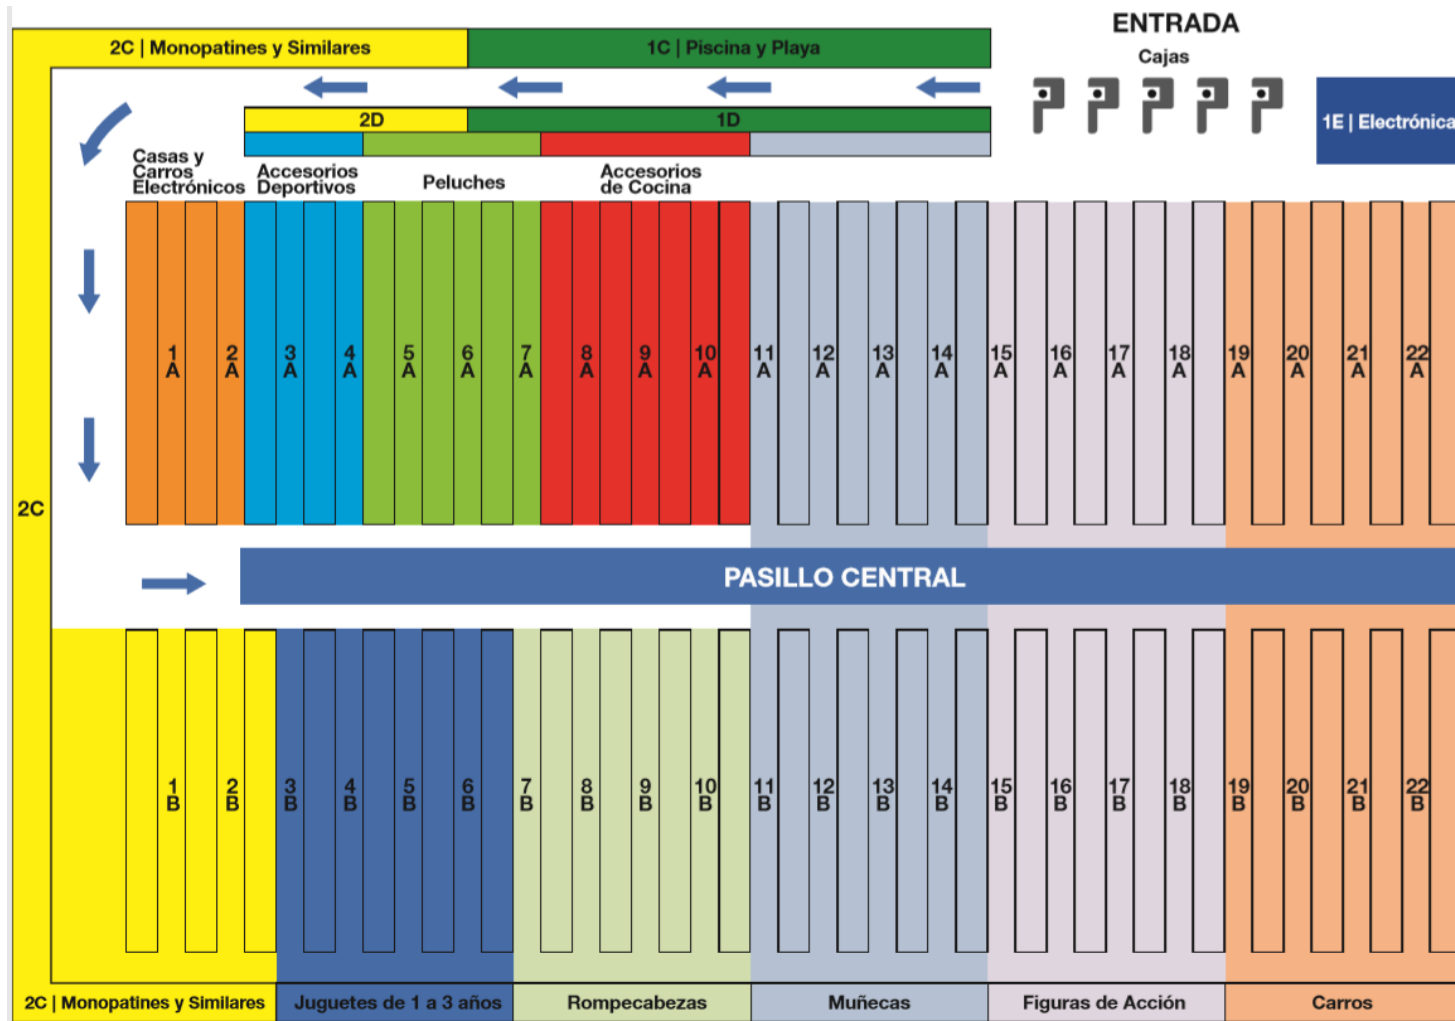 ENTRADA
Cajas
2C | Monopatines y Similares
1C | Piscina y Playa
1E | Electrónica
2D
1D
Casas y
Carros
Electrónicos
Accesorios
Deportivos
Peluches
Accesorios
de Cocina
1 A
2 A
3 A
4 A
5 A
6 A
7 A
8 A
9 A
10 A
11 A
12 A
13 A
14 A
15 A
16 A
17 A
18 A
19 A
20 A
21 A
22 A
2C
PASILLO CENTRAL
1 B
2 B
3 B
4 B
5 B
6 B
7 B
8 B
9 B
10 B
11 B
12 B
13 B
14 B
15 B
16 B
17 B
18 B
19 B
20 B
21 B
22 B
2C | Monopatines y Similares
Juguetes de 1 a 3 años
Rompecabezas
Muñecas
Figuras de Acción
Carros